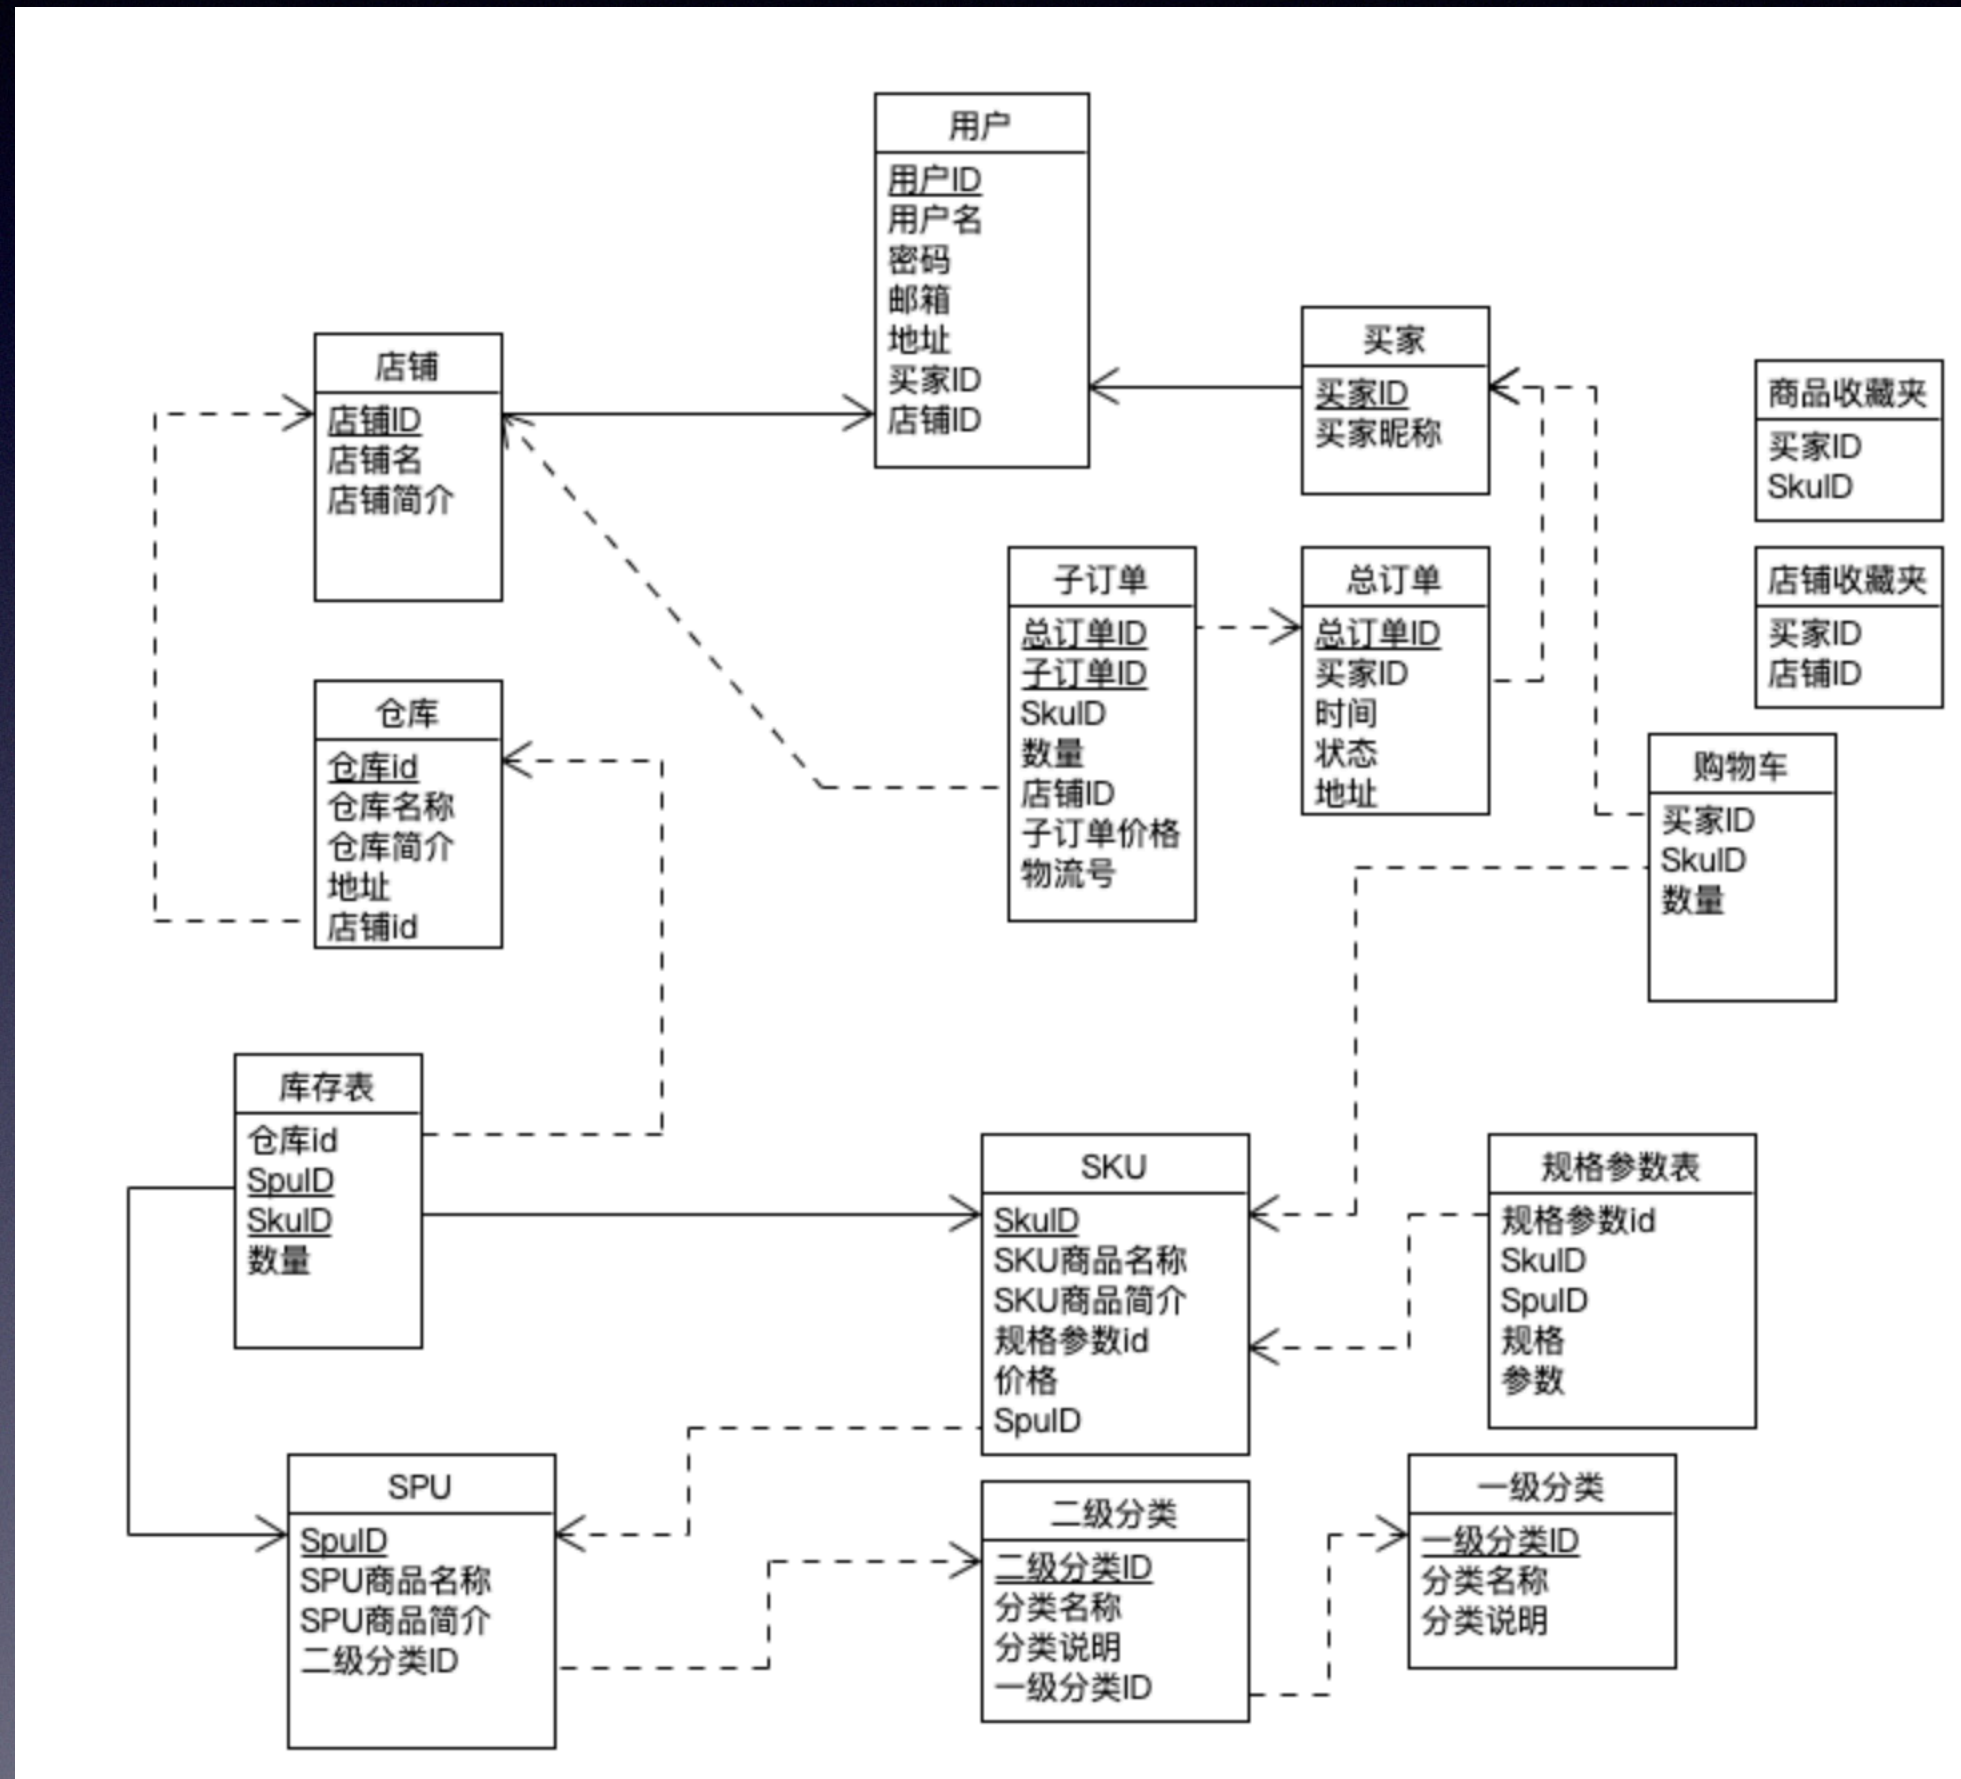 用户
用户ID
用户名
密码
邮箱
地址
买家ID
店铺ID
店铺
店铺ID
店铺名
店铺简介
买家
买家ID
买家昵称
商品收藏夹
买家ID
SkuID
子订单
总订单ID
子订单ID
SkuID
数量
店铺ID
子订单价格
物流号
总订单
总订单ID
买家ID
时间
状态
地址
店铺收藏夹
买家ID
店铺ID
仓库
仓库id
仓库名称
仓库简介
地址
店铺id
购物车
买家ID
SkuID
数量
库存表
仓库id
SpuID
SkuID
数量
SKU
SkuID
SKU商品名称
SKU商品简介
规格参数id
价格
SpuID
规格参数表
规格参数id
SkuID
SpuID
规格
参数
SPU
SpuID
SPU商品名称
SPU商品简介
二级分类ID
二级分类
二级分类ID
分类名称
分类说明
一级分类ID
一级分类
一级分类ID
分类名称
分类说明